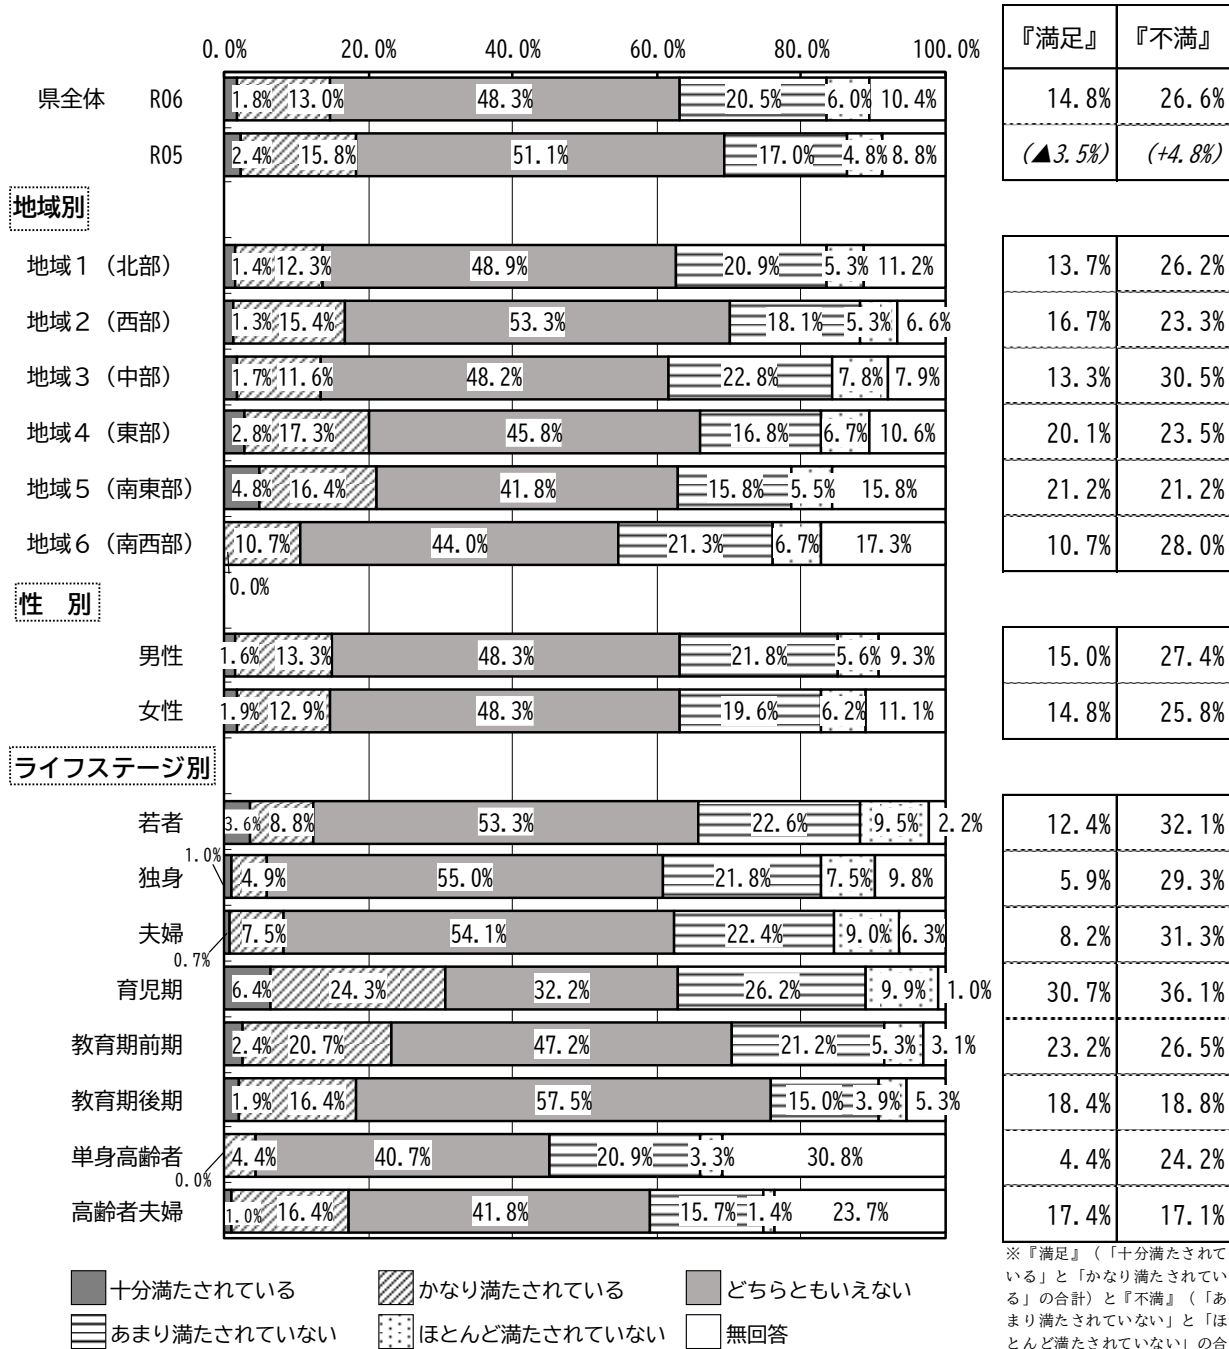 0.0% 20.0% 40.0% 60.0% 80.0% 100.0% 『満足』 『不満』
県全体 R06 1.8% 13.0% 48.3% 20.5% 6.0% 10.4% 14.8% 26.6%
R05 2.4% 15.8% 51.1% 17.0% 4.8% 8.8% (▲3.5%) (+4.8%)
地域別
地域1（北部） 1.4% 12.3% 48.9% 20.9% 5.3% 11.2% 13.7% 26.2%
地域2（西部） 1.3% 15.4% 53.3% 18.1% 5.3% 6.6% 16.7% 23.3%
地域3（中部） 1.7% 11.6% 48.2% 22.8% 7.8% 7.9% 13.3% 30.5%
地域4（東部） 2.8% 17.3% 45.8% 16.8% 6.7% 10.6% 20.1% 23.5%
地域5（南東部） 4.8% 16.4% 41.8% 15.8% 5.5% 15.8% 21.2% 21.2%
地域6（南西部） 10.7% 44.0% 21.3% 6.7% 17.3% 10.7% 28.0%
0.0%
性　別
男性 1.6% 13.3% 48.3% 21.8% 5.6% 9.3% 15.0% 27.4%
女性 1.9% 12.9% 48.3% 19.6% 6.2% 11.1% 14.8% 25.8%
ライフステージ別
若者 3.6% 8.8% 53.3% 22.6% 9.5% 2.2% 12.4% 32.1%
1.0%
独身 4.9% 55.0% 21.8% 7.5% 9.8% 5.9% 29.3%
夫婦 7.5% 54.1% 22.4% 9.0% 6.3% 8.2% 31.3%
0.7%
育児期 6.4% 24.3% 32.2% 26.2% 9.9% 1.0% 30.7% 36.1%
教育期前期 2.4% 20.7% 47.2% 21.2% 5.3% 3.1% 23.2% 26.5%
教育期後期 1.9% 16.4% 57.5% 15.0% 3.9% 5.3% 18.4% 18.8%
単身高齢者 4.4% 40.7% 20.9% 3.3% 30.8% 4.4% 24.2%
0.0%
高齢者夫婦 1.0% 16.4% 41.8% 15.7% 1.4% 23.7% 17.4% 17.1%
十分満たされている かなり満たされている どちらともいえない
あまり満たされていない ほとんど満たされていない 無回答
※『満足』（「十分満たされて
いる」と「かなり満たされてい
る」の合計）と『不満』（「あ
まり満たされていない」と「ほ
とんど満たされていない」の合